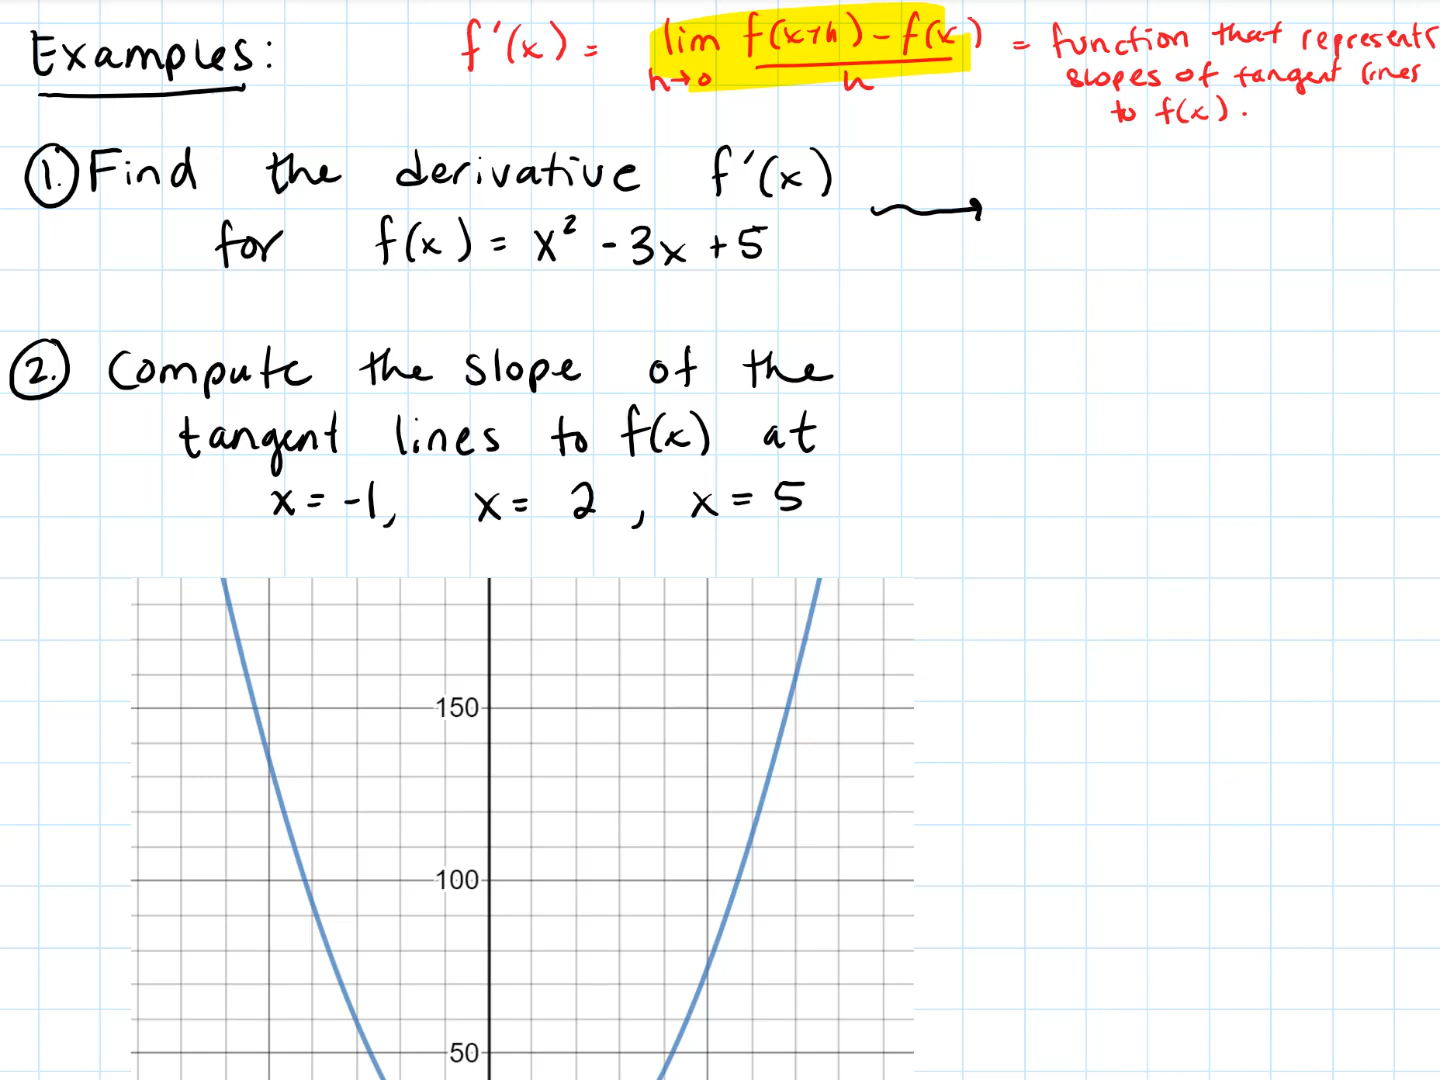 Examples:
f'(x) = lim h→0 f(x+h) - f(x) / h = function that represents
slopes of tangent lines
to f(x).
1. Find the derivative f'(x)
for f(x) = x² - 3x + 5
2. Compute the slope of the
tangent lines to f(x) at
x = -1, x = 2, x = 5
150
100
50